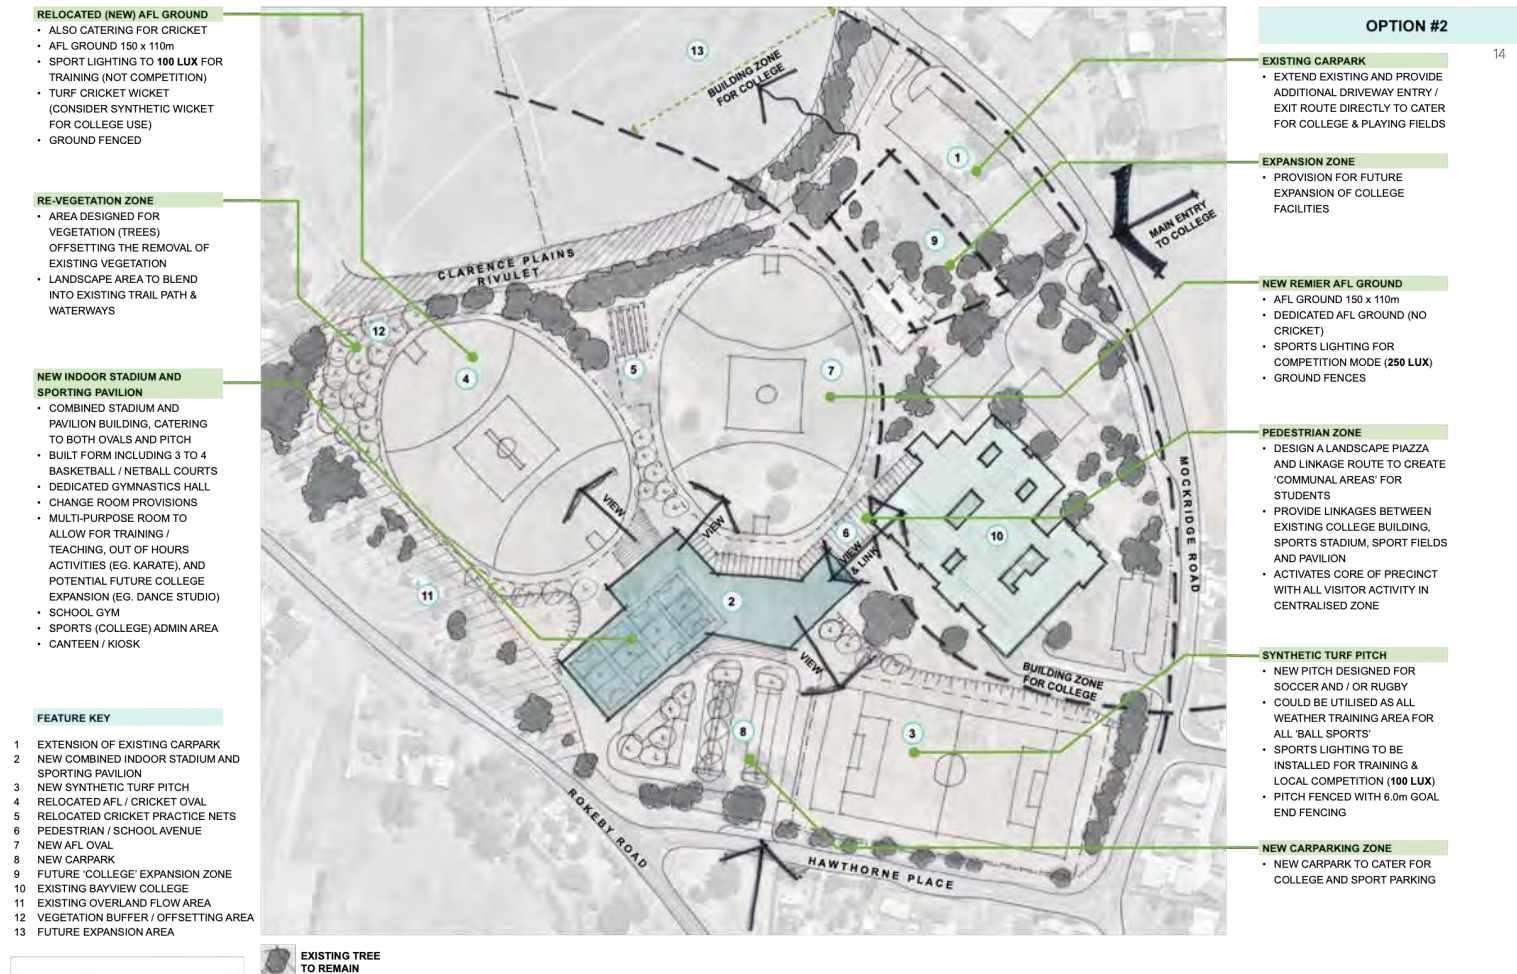 RELOCATED (NEW) AFL GROUND
• ALSO CATERING FOR CRICKET
• AFL GROUND 150 x 110m
• SPORT LIGHTING TO 100 LUX FOR
TRAINING (NOT COMPETITION)
• TURF CRICKET WICKET
(CONSIDER SYNTHETIC WICKET
FOR COLLEGE USE)
• GROUND FENCED
RE-VEGETATION ZONE
• AREA DESIGNED FOR
VEGETATION (TREES)
OFFSETTING THE REMOVAL OF
EXISTING VEGETATION
• LANDSCAPE AREA TO BLEND
INTO EXISTING TRAIL PATH &
WATERWAYS
NEW INDOOR STADIUM AND
SPORTING PAVILION
• COMBINED STADIUM AND
PAVILION BUILDING, CATERING
TO BOTH OVALS AND PITCH
• BUILT FORM INCLUDING 3 TO 4
BASKETBALL / NETBALL COURTS
• DEDICATED GYMNASTICS HALL
• CHANGE ROOM PROVISIONS
• MULTI-PURPOSE ROOM TO
ALLOW FOR TRAINING /
TEACHING, OUT OF HOURS
ACTIVITIES (EG. KARATE), AND
POTENTIAL FUTURE COLLEGE
EXPANSION (EG. DANCE STUDIO)
• SCHOOL GYM
• SPORTS (COLLEGE) ADMIN AREA
• CANTEEN / KIOSK
FEATURE KEY
1 EXTENSION OF EXISTING CARPARK
2 NEW COMBINED INDOOR STADIUM AND
SPORTING PAVILION
3 NEW SYNTHETIC TURF PITCH
4 RELOCATED AFL / CRICKET OVAL
5 RELOCATED CRICKET PRACTICE NETS
6 PEDESTRIAN / SCHOOL AVENUE
7 NEW AFL OVAL
8 NEW CARPARK
9 FUTURE 'COLLEGE' EXPANSION ZONE
10 EXISTING BAYVIEW COLLEGE
11 EXISTING OVERLAND FLOW AREA
12 VEGETATION BUFFER / OFFSETTING AREA
13 FUTURE EXPANSION AREA
13
BUILDING ZONE
FOR COLLEGE
1
MAIN ENTRY
TO COLLEGE
9
CLARENCE PLAINS
RIVULET
12
4
5
7
VIEW
VIEW
6
VIEW
& LINK
10
MOCKRIDGE ROAD
11
2
VIEW
BUILDING ZONE
FOR COLLEGE
8
3
ROKEBY ROAD
HAWTHORNE PLACE
EXISTING TREE
TO REMAIN
OPTION #2
14
EXISTING CARPARK
• EXTEND EXISTING AND PROVIDE
ADDITIONAL DRIVEWAY ENTRY /
EXIT ROUTE DIRECTLY TO CATER
FOR COLLEGE & PLAYING FIELDS
EXPANSION ZONE
• PROVISION FOR FUTURE
EXPANSION OF COLLEGE
FACILITIES
NEW REMIER AFL GROUND
• AFL GROUND 150 x 110m
• DEDICATED AFL GROUND (NO
CRICKET)
• SPORTS LIGHTING FOR
COMPETITION MODE (250 LUX)
• GROUND FENCES
PEDESTRIAN ZONE
• DESIGN A LANDSCAPE PIAZZA
AND LINKAGE ROUTE TO CREATE
'COMMUNAL AREAS' FOR
STUDENTS
• PROVIDE LINKAGES BETWEEN
EXISTING COLLEGE BUILDING,
SPORTS STADIUM, SPORT FIELDS
AND PAVILION
• ACTIVATES CORE OF PRECINCT
WITH ALL VISITOR ACTIVITY IN
CENTRALISED ZONE
SYNTHETIC TURF PITCH
• NEW PITCH DESIGNED FOR
SOCCER AND / OR RUGBY
• COULD BE UTILISED AS ALL
WEATHER TRAINING AREA FOR
ALL 'BALL SPORTS'
• SPORTS LIGHTING TO BE
INSTALLED FOR TRAINING &
LOCAL COMPETITION (100 LUX)
• PITCH FENCED WITH 6.0m GOAL
END FENCING
NEW CARPARKING ZONE
• NEW CARPARK TO CATER FOR
COLLEGE AND SPORT PARKING